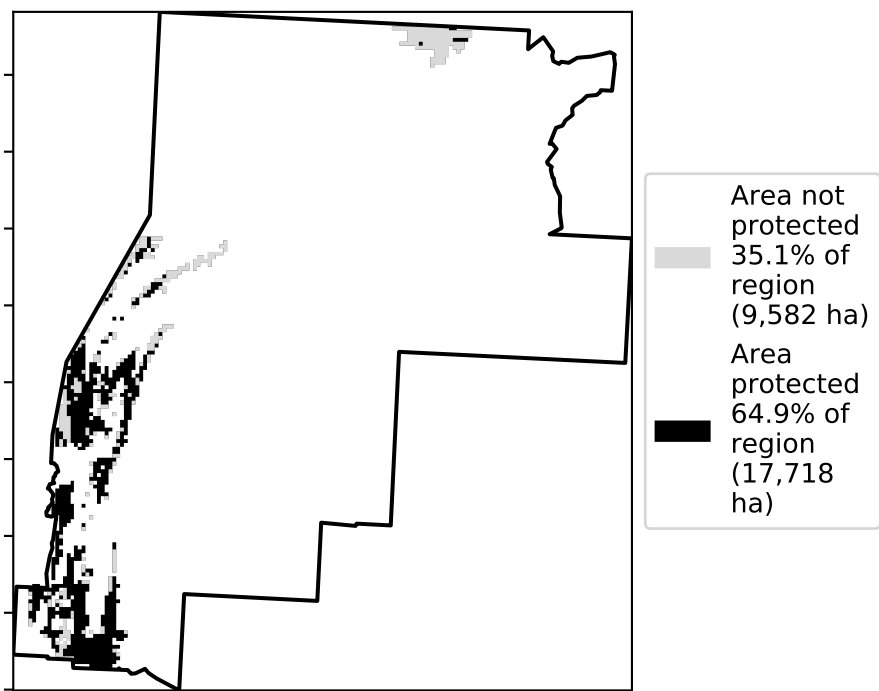 Area not
protected
35.1% of
region
(9,582 ha)
Area
protected
64.9% of
region
(17,718
ha)